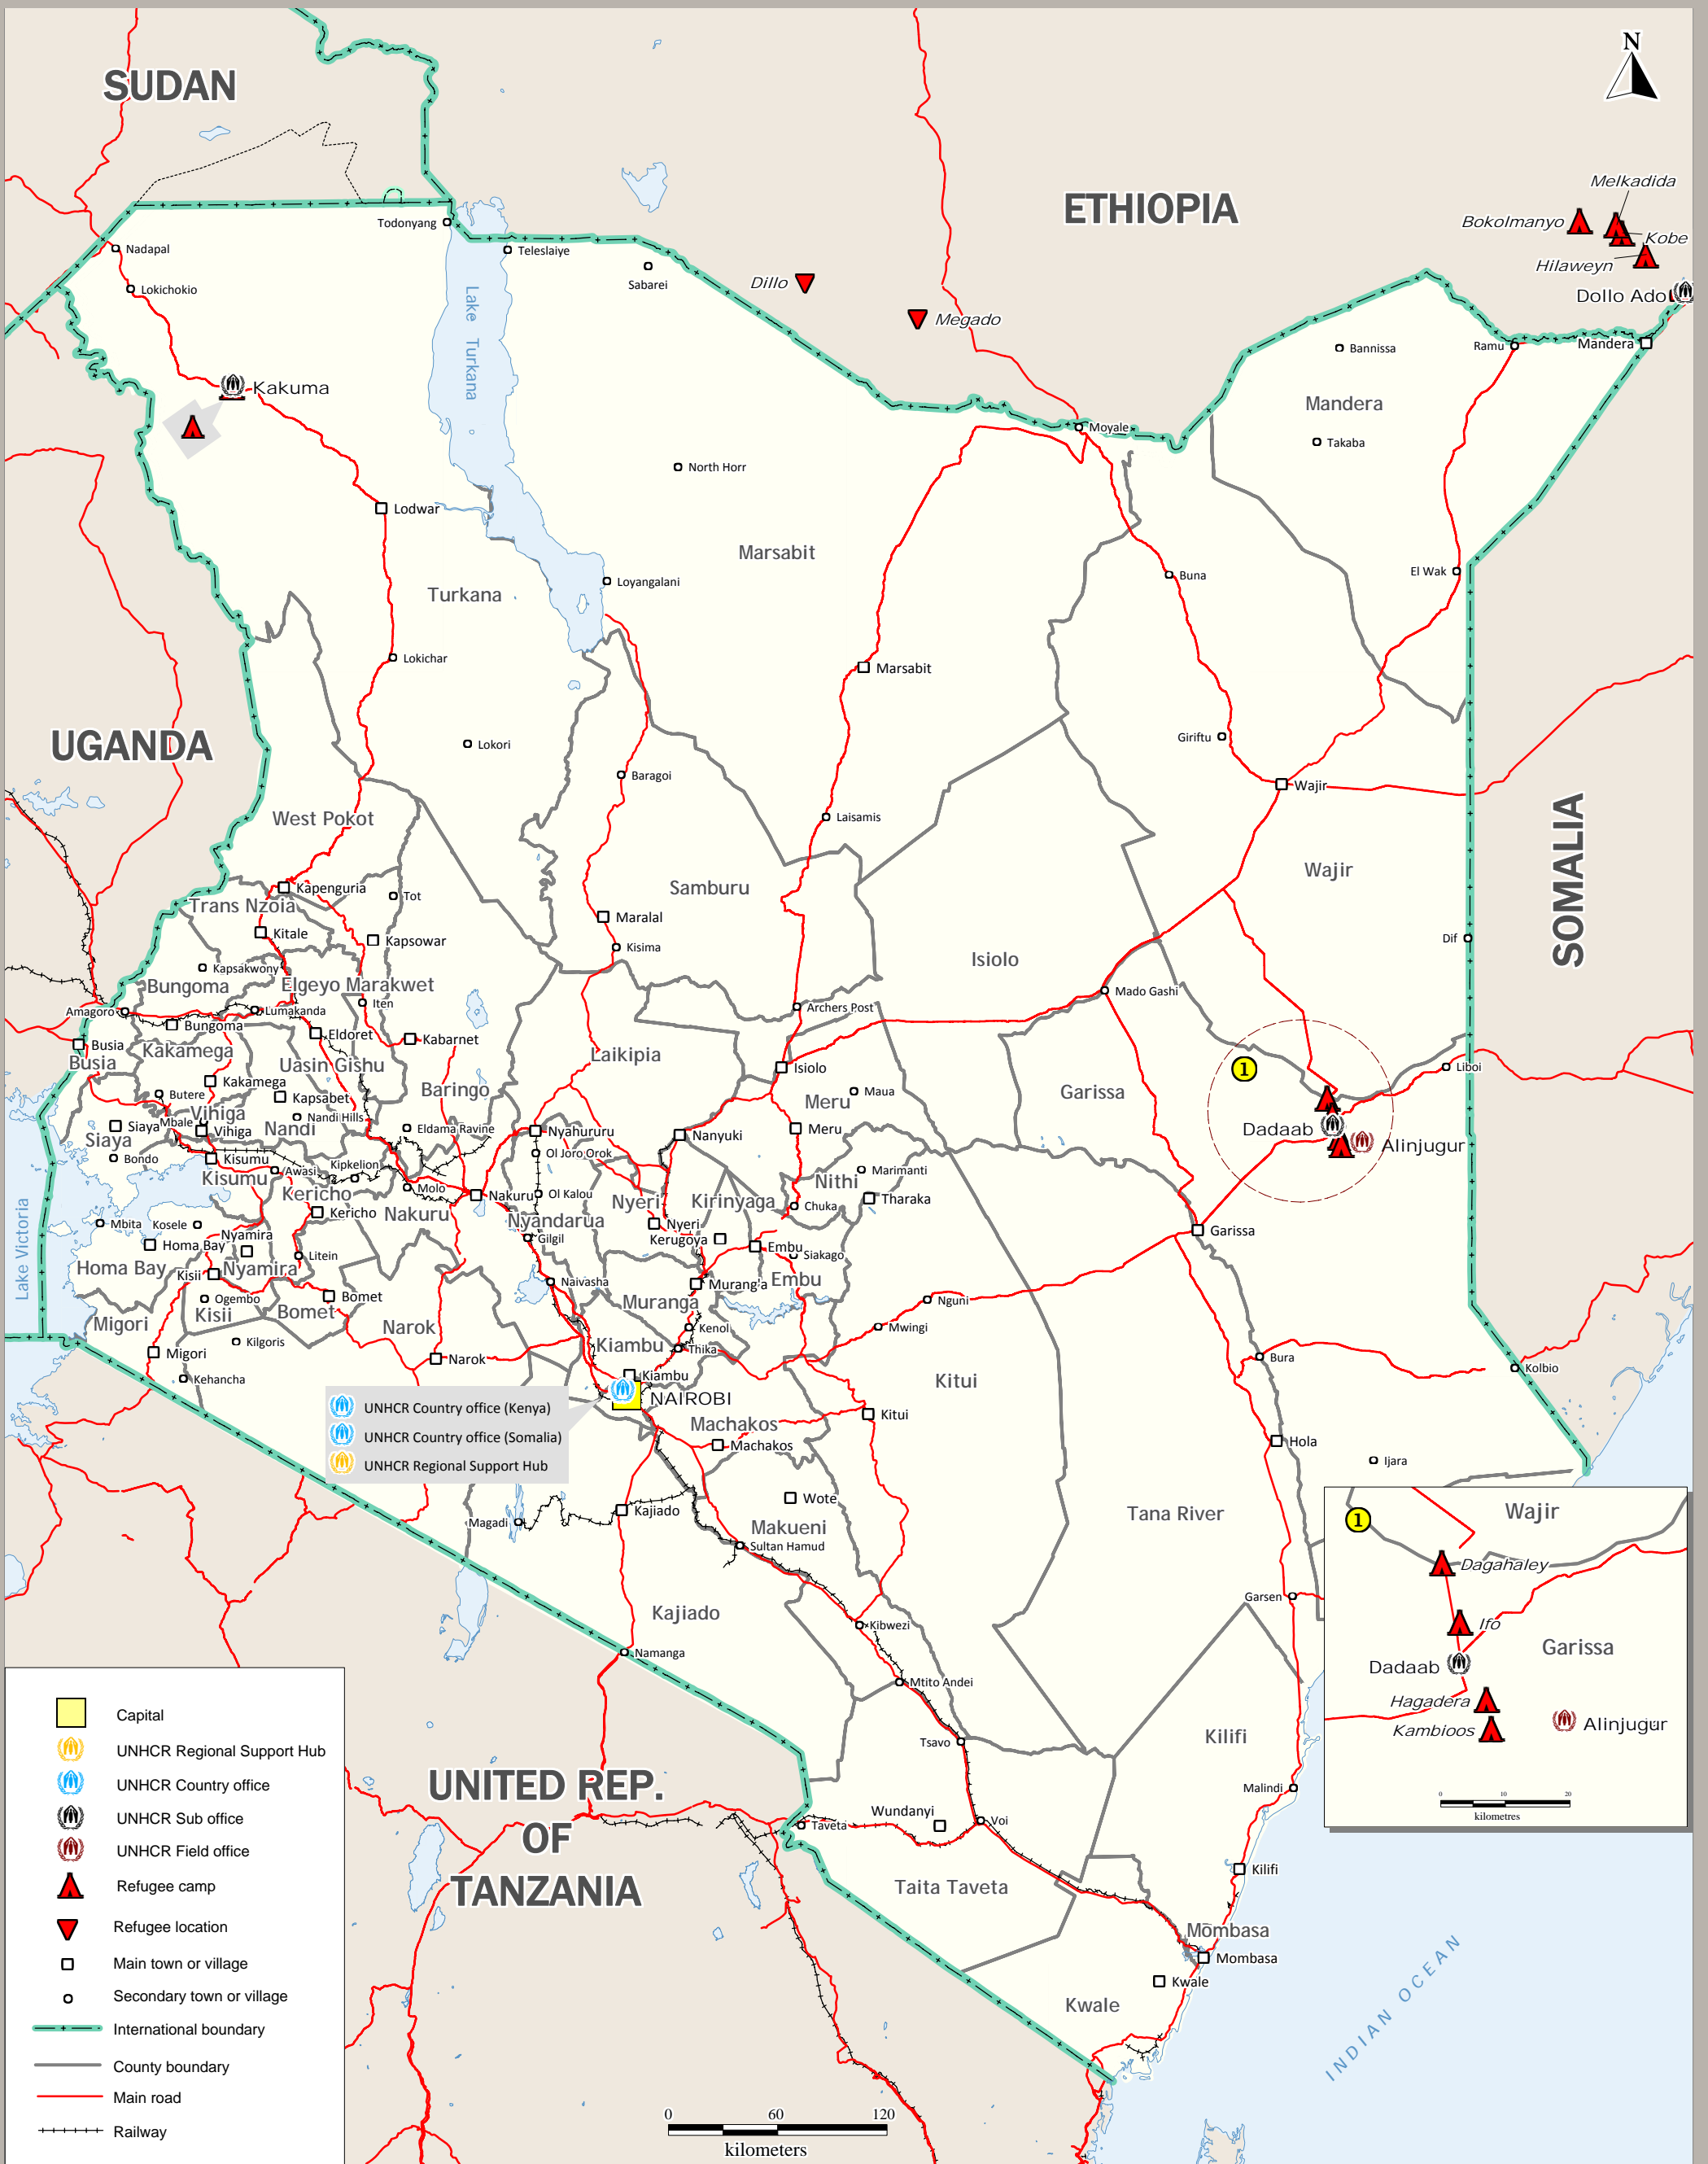 N
SUDAN
ETHIOPIA
Melkadida
Bokolmanyo
Kobe
Hilaweyn
Dollo Ado
Todonyang
Nadapal
Teleslaiye
Sabarei
Dillo
Lokichokio
Megado
Lake Turkana
Bannissa
Ramu
Mandera
Kakuma
Mandera
Moyale
Takaba
North Horr
Lodwar
Marsabit
Buna
El Wak
Loyangalani
Turkana
Lokichar
Marsabit
UGANDA
Lokori
Giriftu
Baragoi
Wajir
West Pokot
Laisamis
SOMALIA
Wajir
Kapenguria
Samburu
Tot
Trans Nzoia
Maralal
Kitale
Kapsowar
Dif
Kisima
Isiolo
Kapsakwony
Bungoma
Elgeyo Marakwet
Mado Gashi
Iten
Archers Post
Amagoro
Lumakanda
Bungoma
Eldoret
Kabarnet
Busia
Kakamega
Laikipia
Busia
Uasin Gishu
Isiolo
1
Liboi
Kakamega
Baringo
Maua
Garissa
Butere
Kapsabet
Meru
Vihiga
Nandi Hills
Siaya
Mbale
Vihiga
Nandi
Eldama Ravine
Nyahururu
Nanyuki
Meru
Dadaab
Siaya
Alinjugur
Bondo
Kisumu
Ol Joro Orok
Awasi
Kipkelion
Marimanti
Kisumu
Nithi
Kericho
Molo
Nakuru
Ol Kalou
Nyeri
Kirinyaga
Tharaka
Chuka
Mbita
Kosele
Kericho
Nakuru
Nyandarua
Nyeri
Garissa
Nyamira
Gilgil
Kerugoya
Homa Bay
Embu
Litein
Siakago
Homa Bay
Kisii
Nyamira
Naivasha
Murang'a
Embu
Ogembo
Bomet
Muranga
Nguni
Kisii
Bomet
Migori
Narok
Kenol
Mwingi
Lake Victoria
Kilgoris
Kiambu
Thika
Migori
Narok
Bura
Kolbio
Kehancha
Kiambu
Kitui
NAIROBI
UNHCR Country office (Kenya)
Machakos
Kitui
UNHCR Country office (Somalia)
Machakos
Hola
UNHCR Regional Support Hub
Ijara
Wote
Kajiado
Tana River
Magadi
Makueni
Sultan Hamud
1
Wajir
Dagahaley
Garsen
Kajiado
Kibwezi
Ifo
Garissa
Namanga
Dadaab
Mtito Andei
Hagadera
Alinjugur
Kambioos
Tsavo
Kilifi
0 10 20
kilometres
Malindi
UNITED REP.
OF
TANZANIA
Wundanyi
Taveta
Voi
Kilifi
Taita Taveta
Mombasa
Mombasa
Kwale
Kwale
INDIAN OCEAN
Capital
UNHCR Regional Support Hub
UNHCR Country office
UNHCR Sub office
UNHCR Field office
Refugee camp
Refugee location
Main town or village
Secondary town or village
International boundary
County boundary
Main road
Railway
0 60 120
kilometers